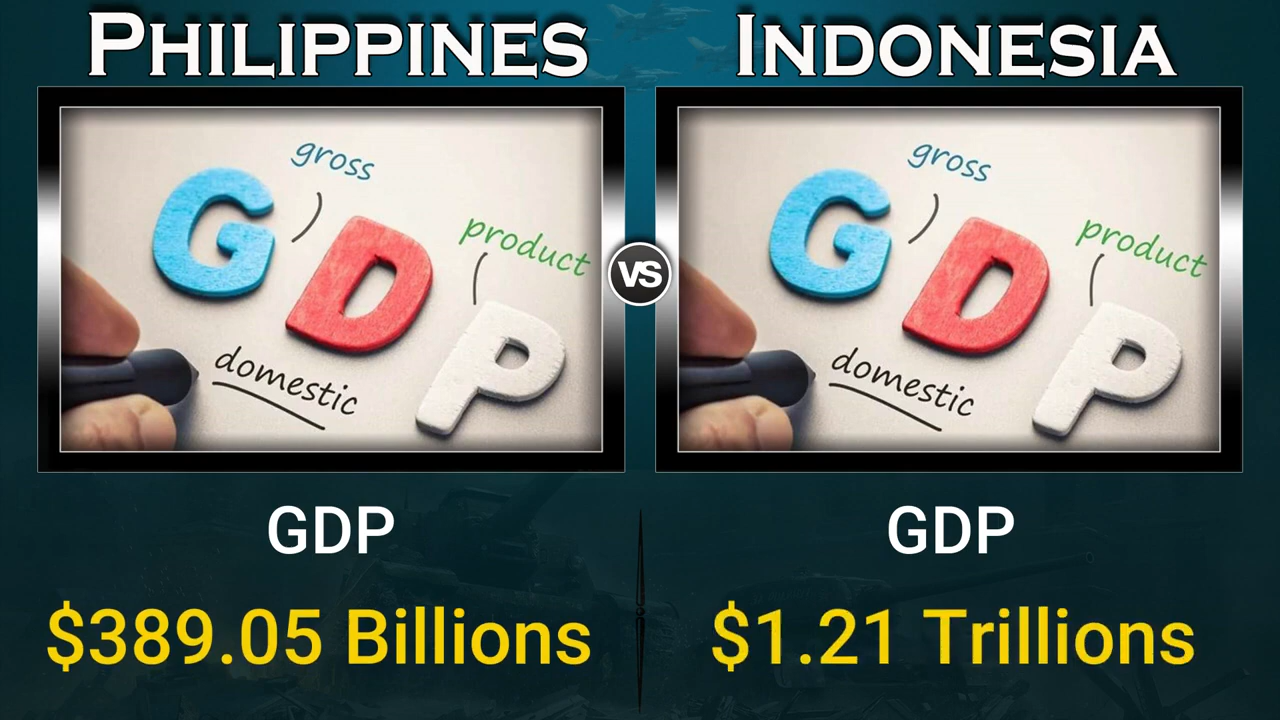 PHILIPPINES
INDONESIA
gross
GDP
product
domestic
VS
gross
GDP
product
domestic
GDP
$389.05 Billions
GDP
$1.21 Trillions